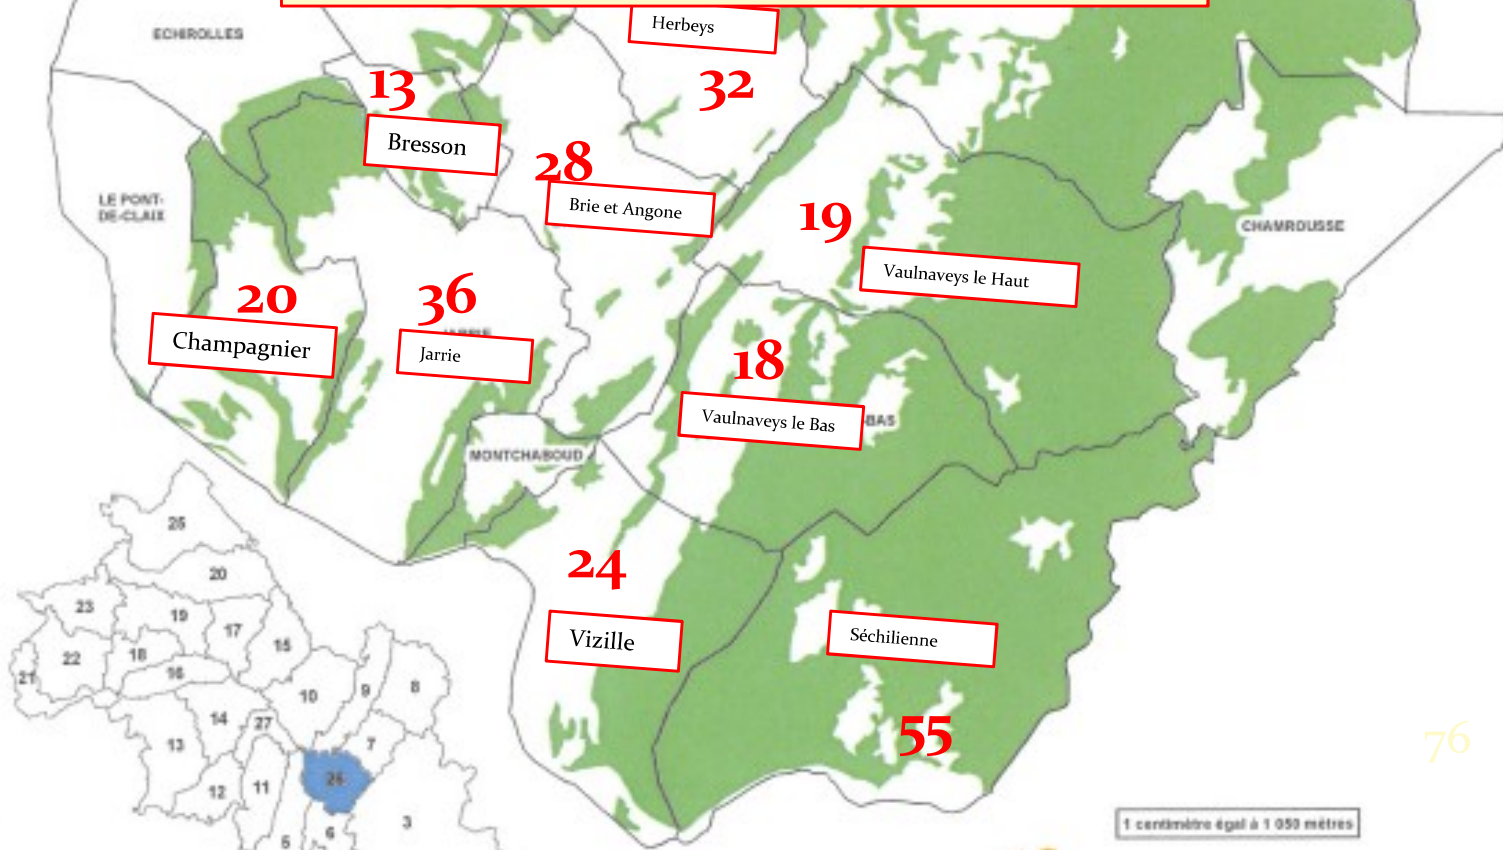 ECHIROLLES
Herbeys
13
32
Bresson
28
Brie et Angone
LE PONT-
DE-CLAIX
19
CHAMROUSSE
Vaulnaveys le Haut
20
36
Champagnier
Jarrie
18
Vaulnaveys le Bas
-BAS
MONTCHABOUD
24
Vizille
Séchilienne
55
25
20
23
19
17
15
22
18
16
21
10
9
8
14
27
13
7
26
12
11
3
6
5
76
1 centimètre égal à 1 050 mètres